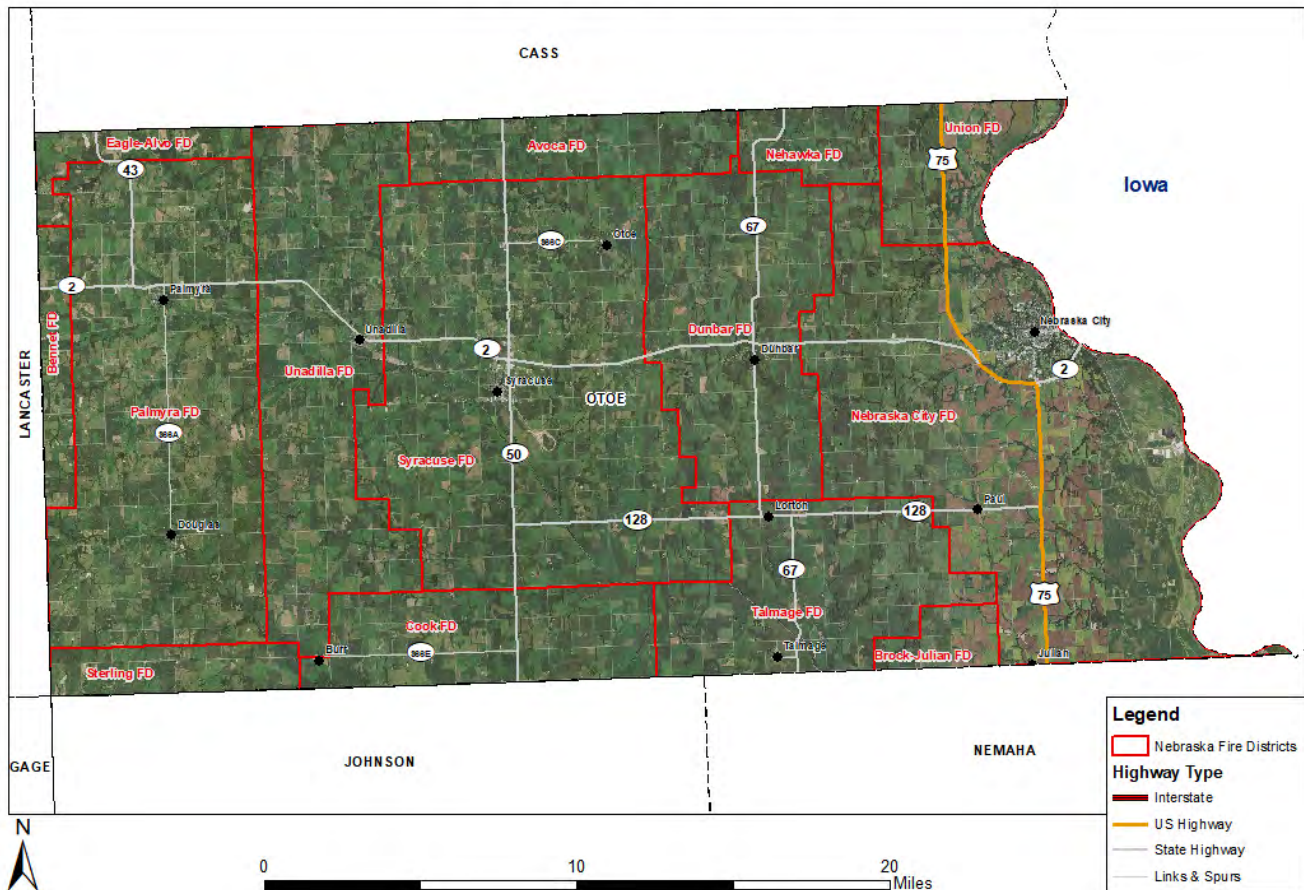 CASS
Eagle-Alvo FD
Avoca FD
Nehawka FD
Union FD
43
75
Iowa
67
S66C
Otoe
2
Palmyra
Bennet FD
Unadilla
Dunbar FD
Nebraska City
2
Dunbar
2
Unadilla FD
Syracuse
OTOE
LANCASTER
Palmyra FD
Nebraska City FD
S66A
50
Syracuse FD
Douglas
128
Lorton
128
Paul
67
75
Talmage FD
Cook FD
Burr
S66E
Talmage
Brock-Julian FD
Julian
Sterling FD
GAGE
JOHNSON
NEMAHA
Legend
Nebraska Fire Districts
Highway Type
Interstate
US Highway
State Highway
Links & Spurs
N
0 10 20
Miles